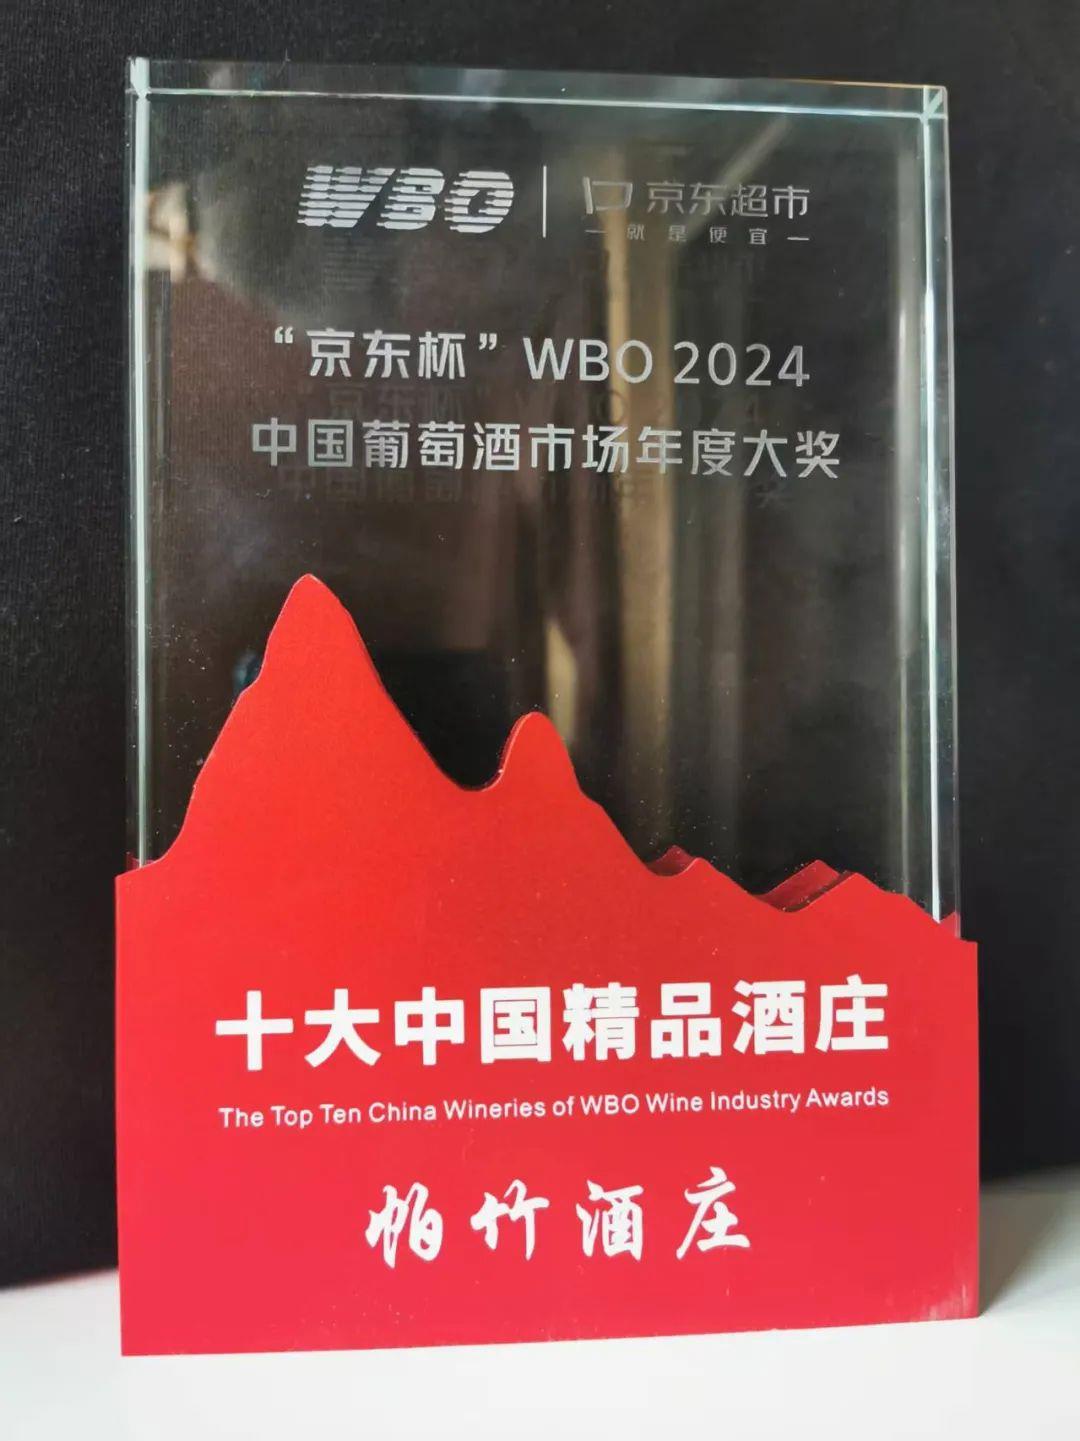 WBO | 京东超市
— 就是便宜 —
“京东杯” WBO 2024
中国葡萄酒市场年度大奖
十大中国精品酒庄
The Top Ten China Wineries of WBO Wine Industry Awards
帕竹酒庄